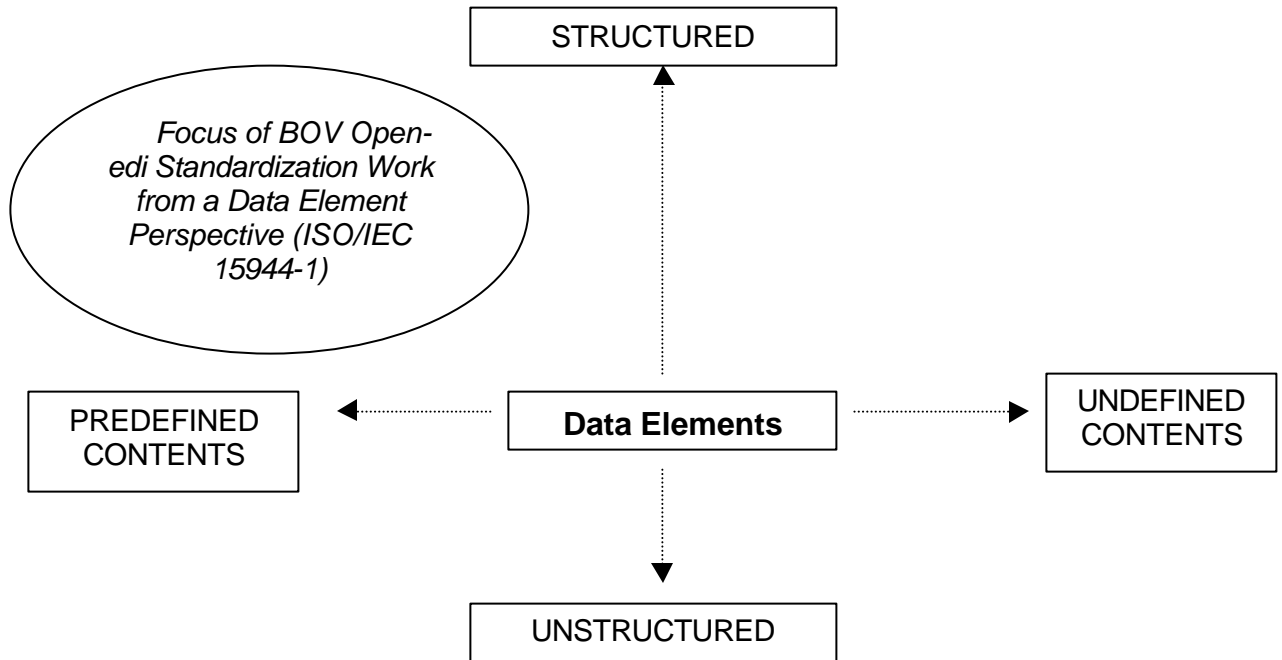 STRUCTURED
Focus of BOV Open-
edi Standardization Work
from a Data Element
Perspective (ISO/IEC
15944-1)
PREDEFINED
CONTENTS
Data Elements
UNDEFINED
CONTENTS
UNSTRUCTURED